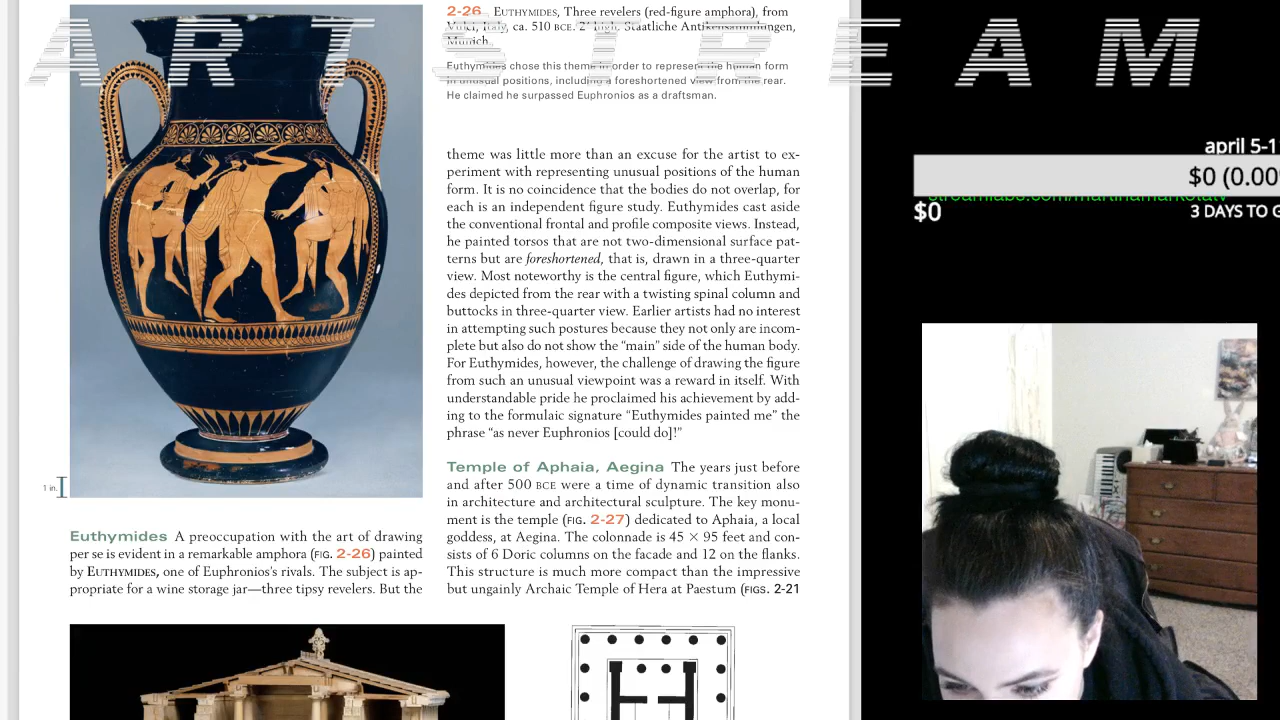 ART STREAM
2-26 EUTHYMIDES, Three revelers (red-figure amphora), from
Vulci, Italy, ca. 510 BCE. 2' high. Staatliche Antikensammlungen,
Munich.
Euthymides chose this theme in order to represent the human form
in unusual positions, including a foreshortened view from the rear.
He claimed he surpassed Euphronios as a draftsman.
1 in.
Euthymides A preoccupation with the art of drawing
per se is evident in a remarkable amphora (FIG. 2-26) painted
by EUTHYMIDES, one of Euphronios's rivals. The subject is ap-
propriate for a wine storage jar—three tipsy revelers. But the
theme was little more than an excuse for the artist to ex-
periment with representing unusual positions of the human
form. It is no coincidence that the bodies do not overlap, for
each is an independent figure study. Euthymides cast aside
the conventional frontal and profile composite views. Instead,
he painted torsos that are not two-dimensional surface pat-
terns but are foreshortened, that is, drawn in a three-quarter
view. Most noteworthy is the central figure, which Euthymi-
des depicted from the rear with a twisting spinal column and
buttocks in three-quarter view. Earlier artists had no interest
in attempting such postures because they not only are incom-
plete but also do not show the "main" side of the human body.
For Euthymides, however, the challenge of drawing the figure
from such an unusual viewpoint was a reward in itself. With
understandable pride he proclaimed his achievement by add-
ing to the formulaic signature "Euthymides painted me" the
phrase "as never Euphronios [could do]!"
Temple of Aphaia, Aegina The years just before
and after 500 BCE were a time of dynamic transition also
in architecture and architectural sculpture. The key monu-
ment is the temple (FIG. 2-27) dedicated to Aphaia, a local
goddess, at Aegina. The colonnade is 45 × 95 feet and con-
sists of 6 Doric columns on the facade and 12 on the flanks.
This structure is much more compact than the impressive
but ungainly Archaic Temple of Hera at Paestum (FIGS. 2-21
april 5-1
$0 (0.00
$0
3 DAYS TO G